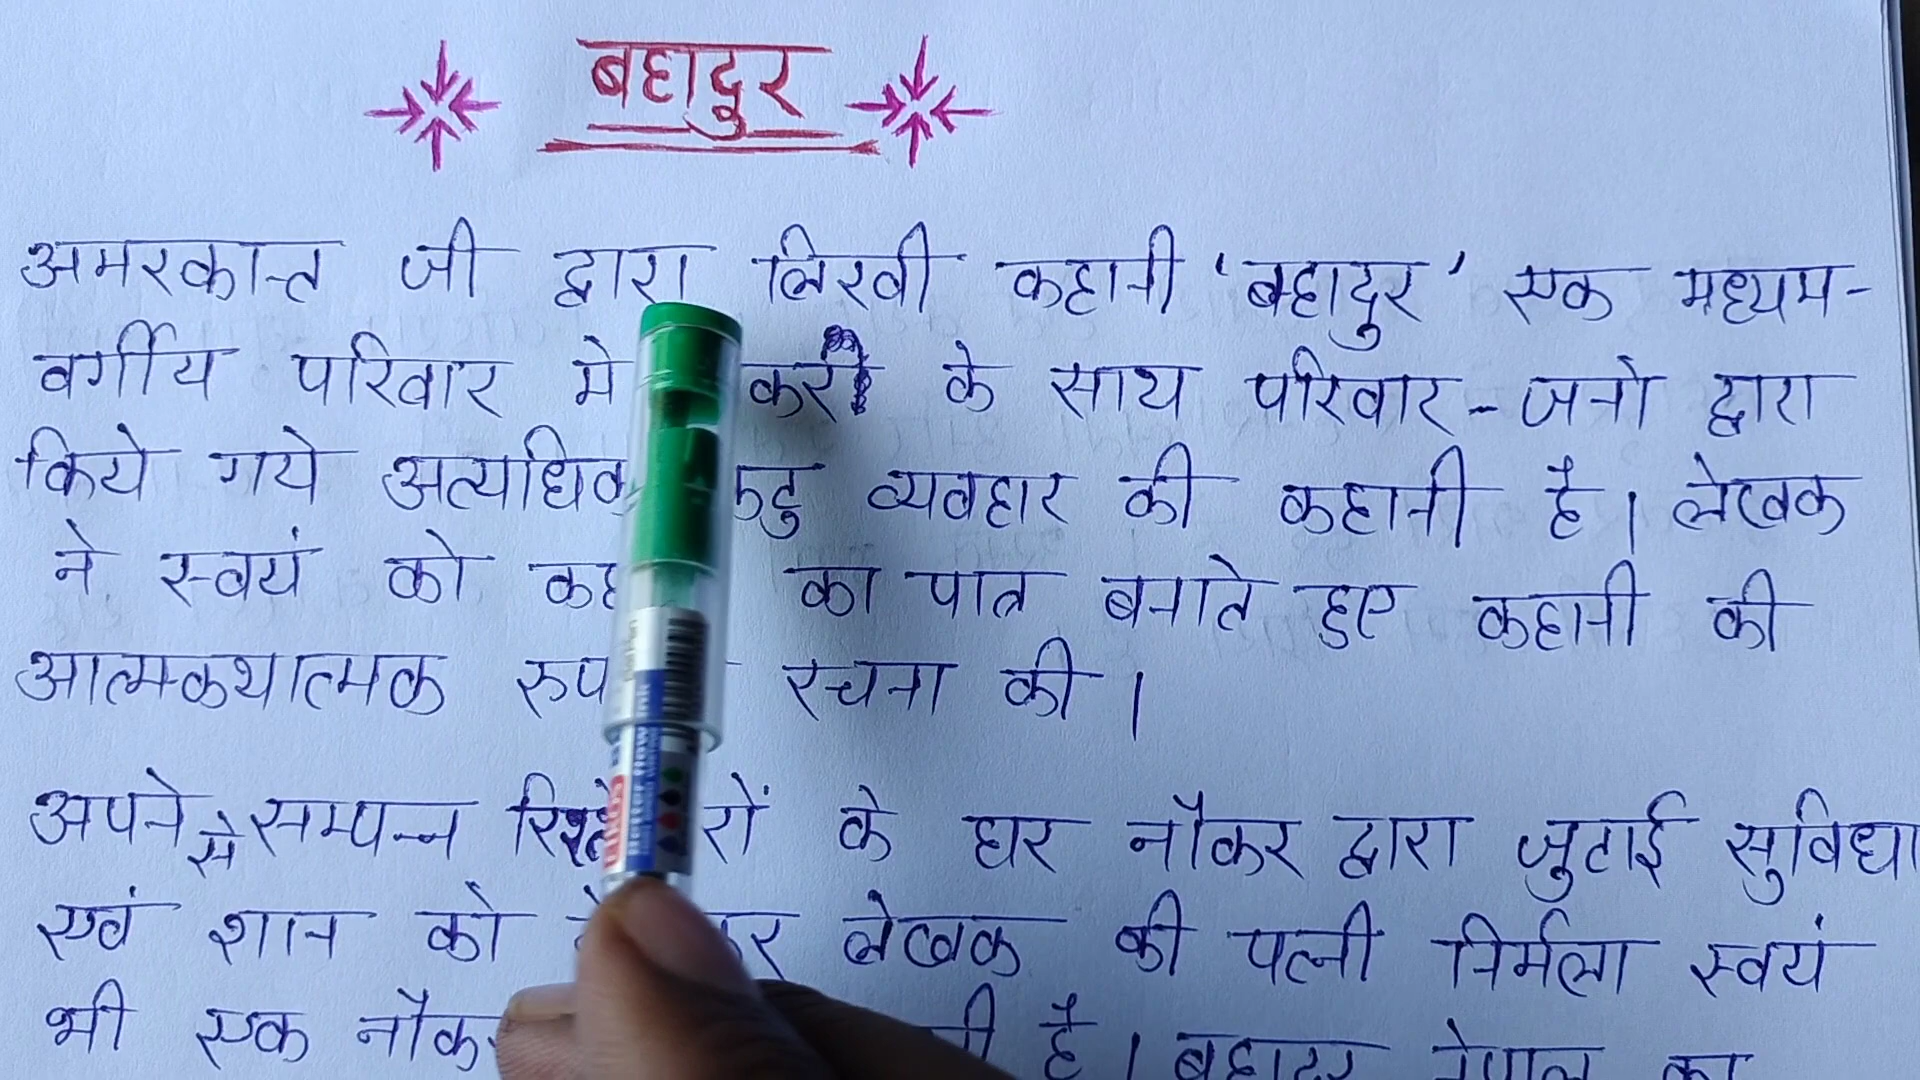 बहादुर
अमरकान्त जी द्वारा लिखी कहानी 'बहादुर' एक मध्यम-
वर्गीय परिवार मे के साथ परिवार-जनो द्वारा
किये गये अत्यधिक कटु व्यवहार की कहानी है। लेखक
ने स्वयं को का पात्र बनाते हुए कहानी की
आत्मकथात्मक रुप रचना की।
अपने से सम्पन्न के घर नौकर द्वारा जुटाई सुविधा
एवं शान को लेखक की पत्नी निर्मला स्वयं
भी एक है। बहादुर नेपाल का